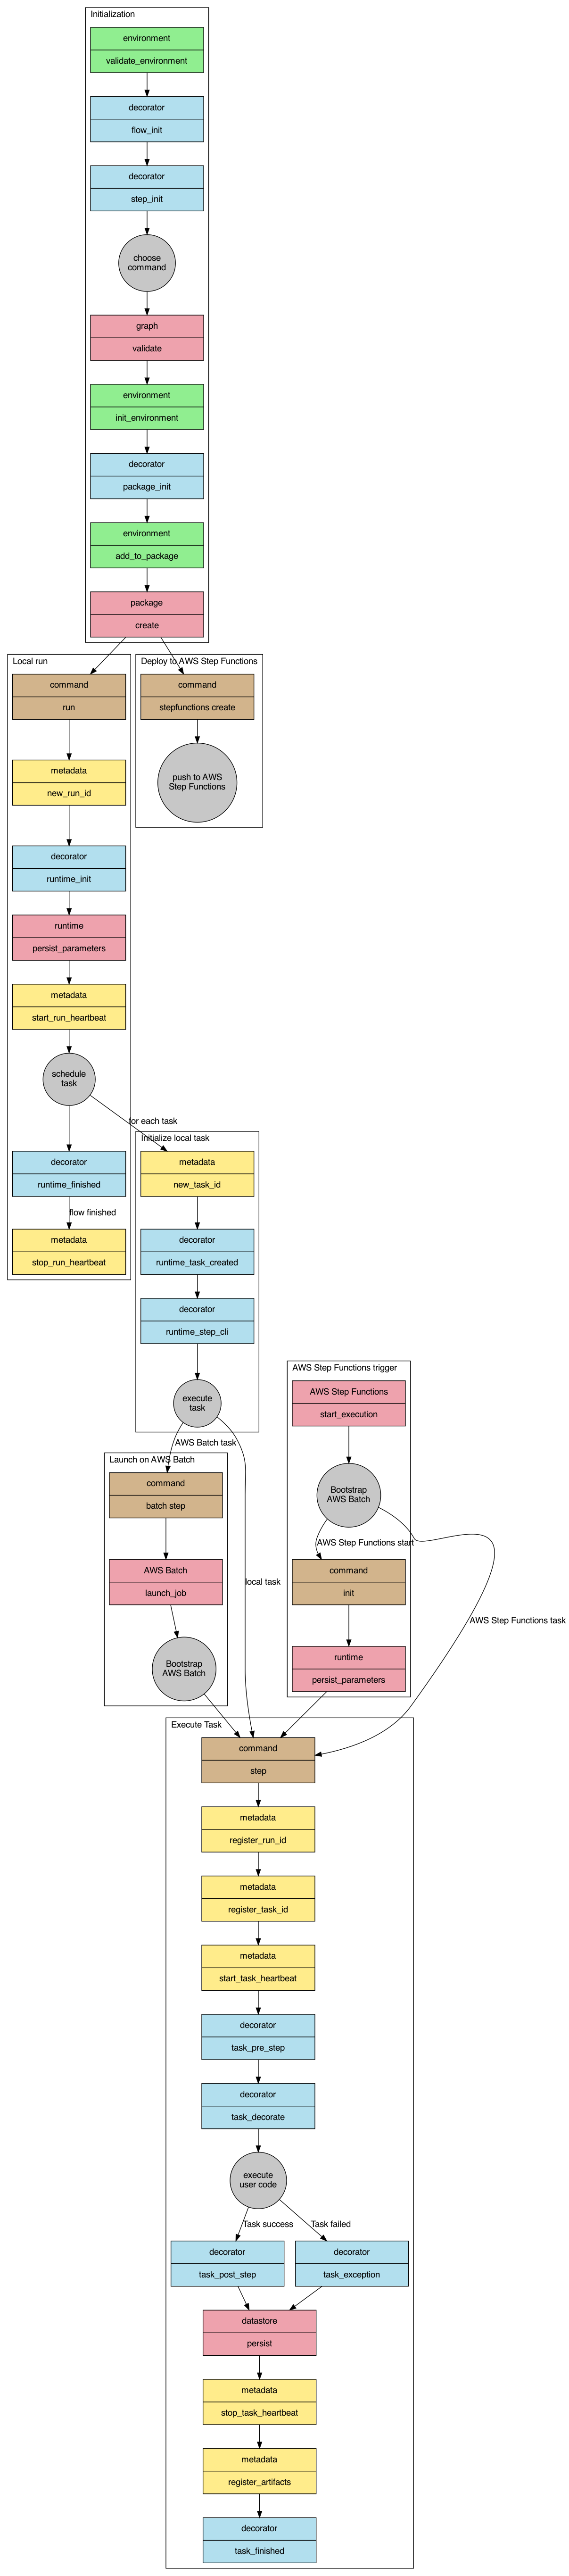 Initialization
environment
validate_environment
decorator
flow_init
decorator
step_init
choose
command
graph
validate
environment
init_environment
decorator
package_init
environment
add_to_package
package
create
Local run
command
run
metadata
new_run_id
decorator
runtime_init
runtime
persist_parameters
metadata
start_run_heartbeat
schedule
task
for each task
decorator
runtime_finished
flow finished
metadata
stop_run_heartbeat
Deploy to AWS Step Functions
command
stepfunctions create
push to AWS
Step Functions
Initialize local task
metadata
new_task_id
decorator
runtime_task_created
decorator
runtime_step_cli
execute
task
AWS Batch task
local task
Launch on AWS Batch
command
batch step
AWS Batch
launch_job
Bootstrap
AWS Batch
AWS Step Functions trigger
AWS Step Functions
start_execution
Bootstrap
AWS Batch
AWS Step Functions start
AWS Step Functions task
command
init
runtime
persist_parameters
Execute Task
command
step
metadata
register_run_id
metadata
register_task_id
metadata
start_task_heartbeat
decorator
task_pre_step
decorator
task_decorate
execute
user code
Task success
Task failed
decorator
task_post_step
decorator
task_exception
datastore
persist
metadata
stop_task_heartbeat
metadata
register_artifacts
decorator
task_finished